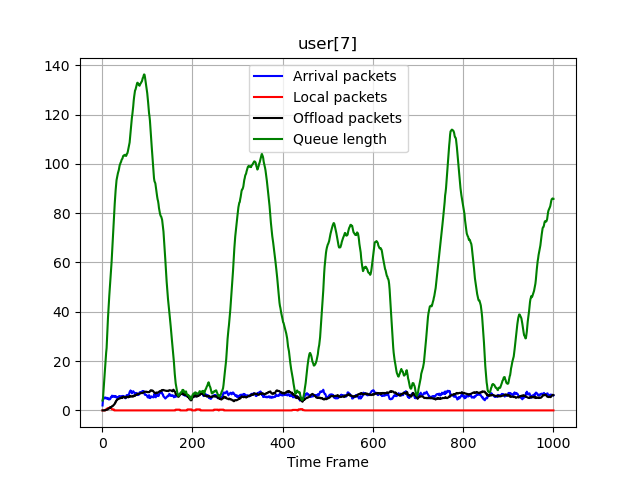 user[7]
140
120
100
80
60
40
20
0
Arrival packets
Local packets
Offload packets
Queue length
0 200 400 600 800 1000
Time Frame